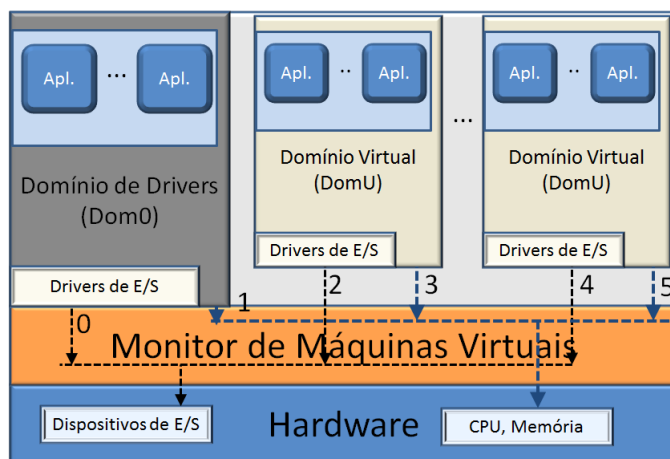 Apl.
...
Apl.
Apl.
..
Apl.
...
Apl.
..
Apl.
Domínio de Drivers
(Dom0)
Domínio Virtual
(DomU)
Domínio Virtual
(DomU)
Drivers de E/S
Drivers de E/S
Drivers de E/S
0
1
2
3
4
5
Monitor de Máquinas Virtuais
Dispositivos de E/S
Hardware
CPU, Memória